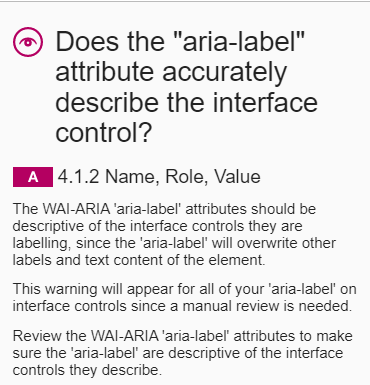 Does the "aria-label"
attribute accurately
describe the interface
control?
A 4.1.2 Name, Role, Value
The WAI-ARIA 'aria-label' attributes should be
descriptive of the interface controls they are
labelling, since the 'aria-label' will overwrite other
labels and text content of the element.
This warning will appear for all of your 'aria-label' on
interface controls since a manual review is needed.
Review the WAI-ARIA 'aria-label' attributes to make
sure the 'aria-label' are descriptive of the interface
controls they describe.